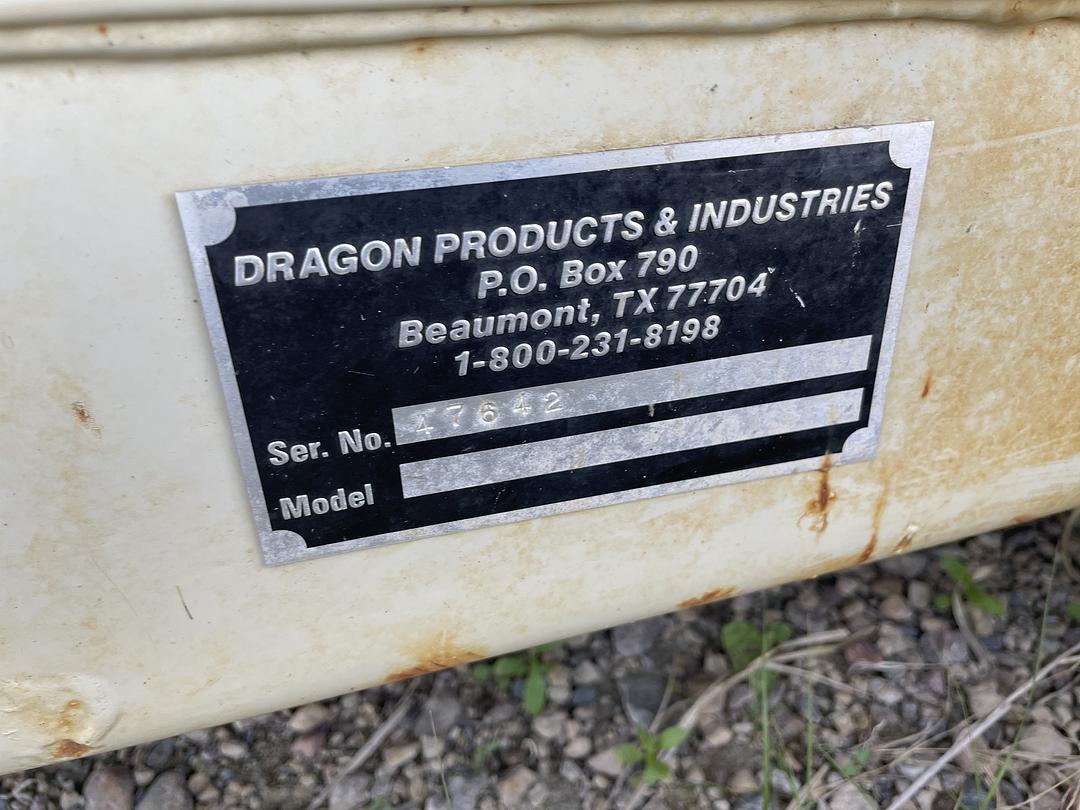 DRAGON PRODUCTS & INDUSTRIES
P.O. Box 790
Beaumont, TX 77704
1-800-231-8198
Ser. No. 47642
Model